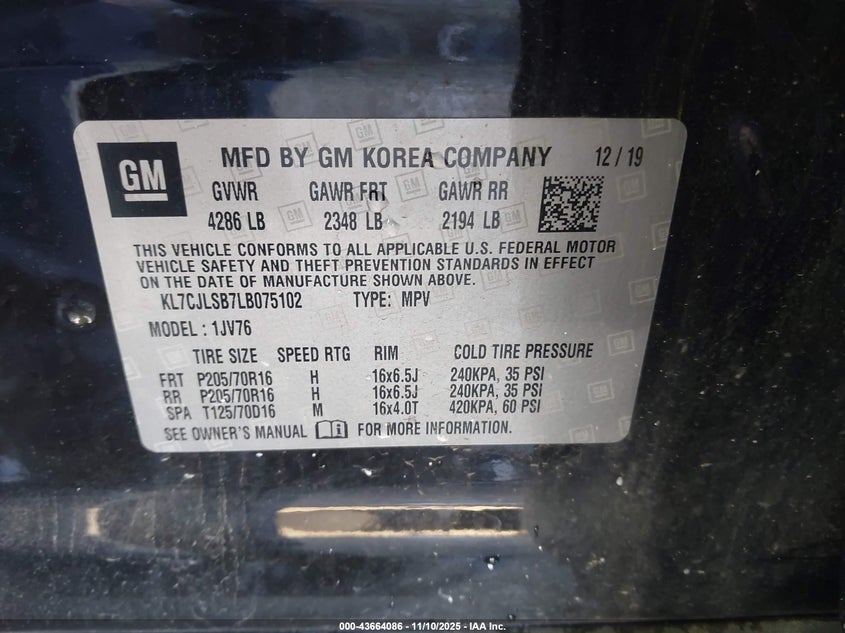 GM MFD BY GM KOREA COMPANY 12 / 19
GVWR GAWR FRT GAWR RR
4286 LB 2348 LB 2194 LB
THIS VEHICLE CONFORMS TO ALL APPLICABLE U.S. FEDERAL MOTOR
VEHICLE SAFETY AND THEFT PREVENTION STANDARDS IN EFFECT
ON THE DATE OF MANUFACTURE SHOWN ABOVE.
KL7CJLSB7LB075102 TYPE: MPV
MODEL : 1JV76
TIRE SIZE SPEED RTG RIM COLD TIRE PRESSURE
FRT P205/70R16 H 16x6.5J 240KPA, 35 PSI
RR P205/70R16 H 16x6.5J 240KPA, 35 PSI
SPA T125/70D16 M 16x4.0T 420KPA, 60 PSI
SEE OWNER'S MANUAL FOR MORE INFORMATION.
000-43664086 - 11/10/2025 - IAA Inc.